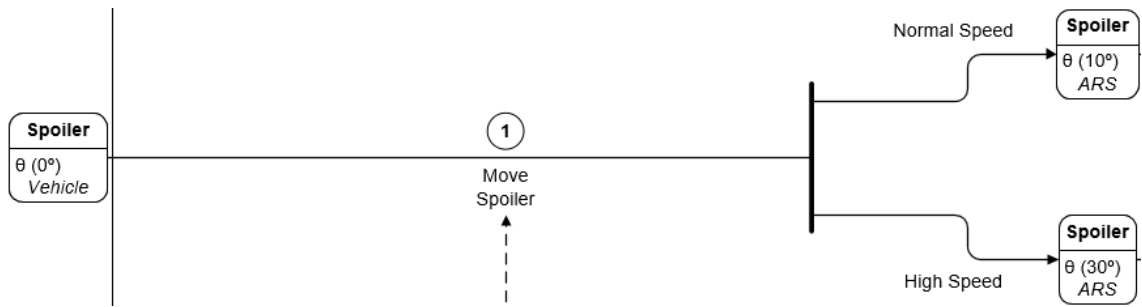 Spoiler
θ (0º)
Vehicle
1
Move
Spoiler
Normal Speed
Spoiler
θ (10º)
ARS
High Speed
Spoiler
θ (30º)
ARS